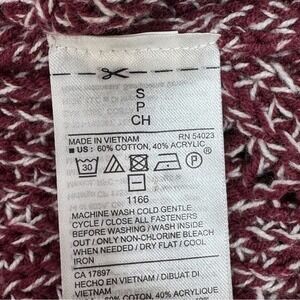 S
P
CH
MADE IN VIETNAM RN 54023
■ US : 60% COTTON, 40% ACRYLIC
30 P
1166
MACHINE WASH COLD GENTLE
CYCLE / CLOSE ALL FASTENERS
BEFORE WASHING / WASH INSIDE
OUT / ONLY NON-CHLORINE BLEACH
WHEN NEEDED / DRY FLAT / COOL
IRON
CA 17897
HECHO EN VIETNAM / DIBUAT DI
VIETNAM